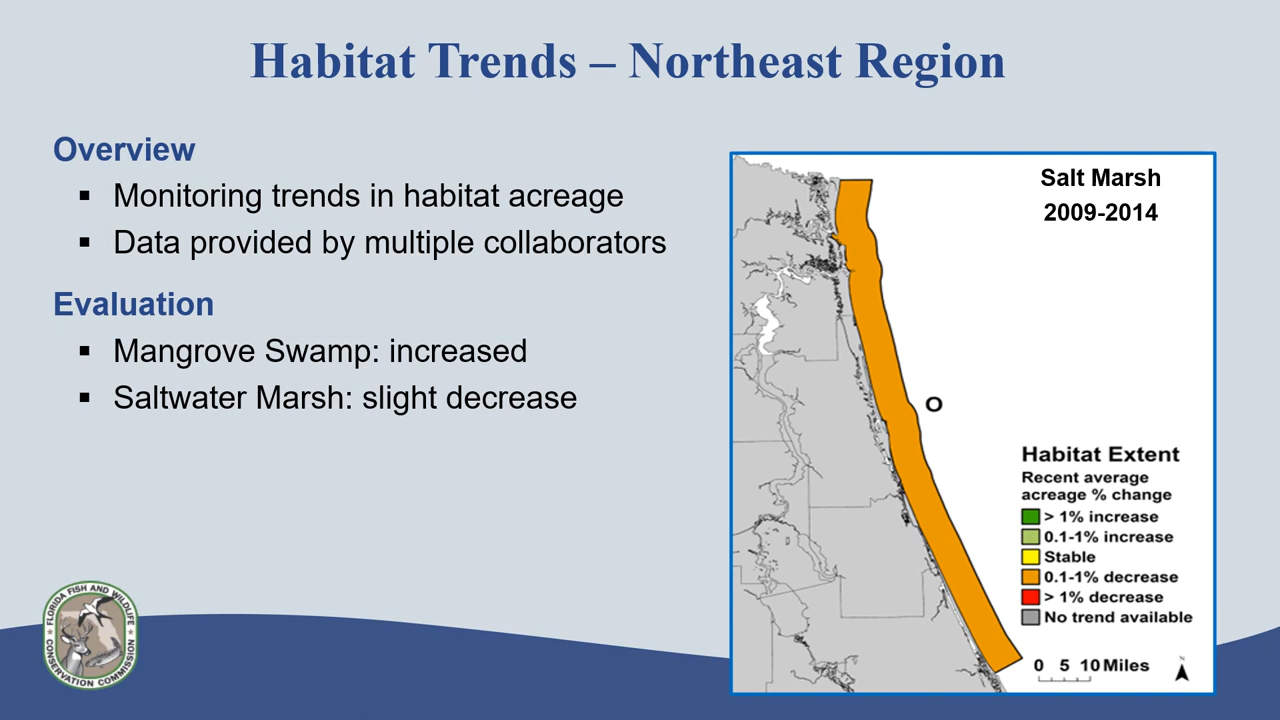 Habitat Trends – Northeast Region
Overview
▪ Monitoring trends in habitat acreage
▪ Data provided by multiple collaborators
Evaluation
▪ Mangrove Swamp: increased
▪ Saltwater Marsh: slight decrease
Salt Marsh
2009-2014
O
Habitat Extent
Recent average
acreage % change
> 1% increase
0.1-1% increase
Stable
0.1-1% decrease
> 1% decrease
No trend available
0 5 10 Miles
N
FLORIDA FISH AND WILDLIFE
CONSERVATION COMMISSION